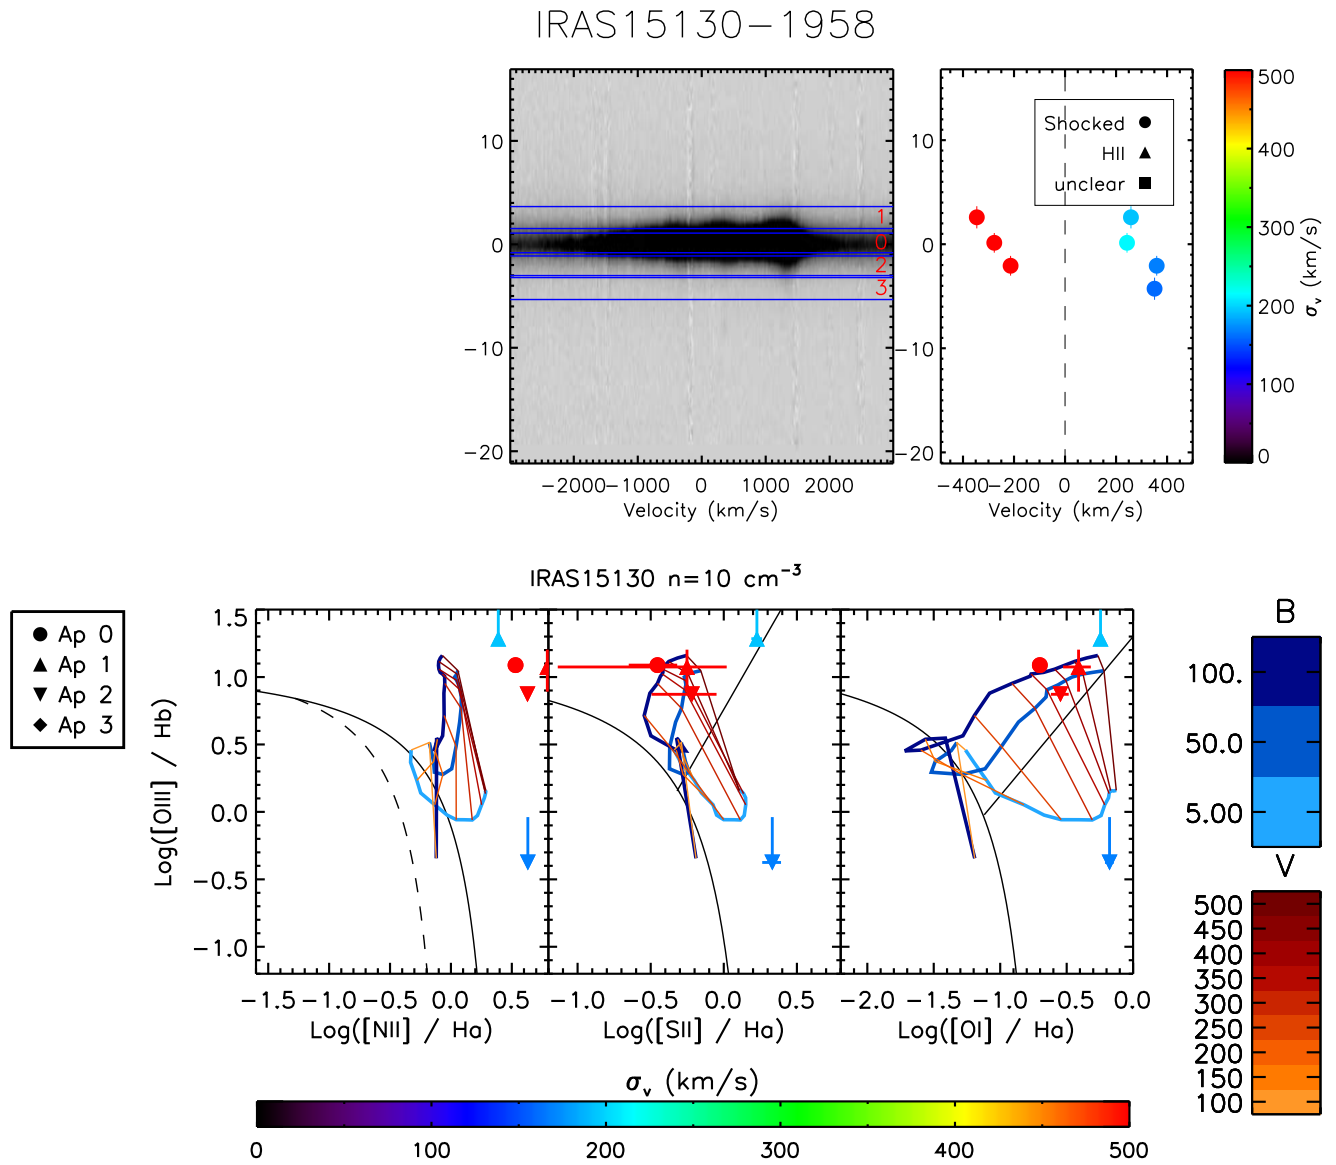 IRAS15130−1958
10
0
−10
−20
1
0
2
3
−2000 −1000 0 1000 2000
Velocity (km/s)
10
0
−10
−20
Shocked
HII
unclear
−400 −200 0 200 400
Velocity (km/s)
500
400
300
200
100
0
σv (km/s)
IRAS15130 n=10 cm−3
Ap 0
Ap 1
Ap 2
Ap 3
Log([OIII] / Hb)
1.5
1.0
0.5
0.0
−0.5
−1.0
−1.5 −1.0 −0.5 0.0 0.5
Log([NII] / Ha)
−1.0 −0.5 0.0 0.5
Log([SII] / Ha)
−2.0 −1.5 −1.0 −0.5 0.0
Log([OI] / Ha)
B
100.
50.0
5.00
V
500
450
400
350
300
250
200
150
100
σv (km/s)
0 100 200 300 400 500